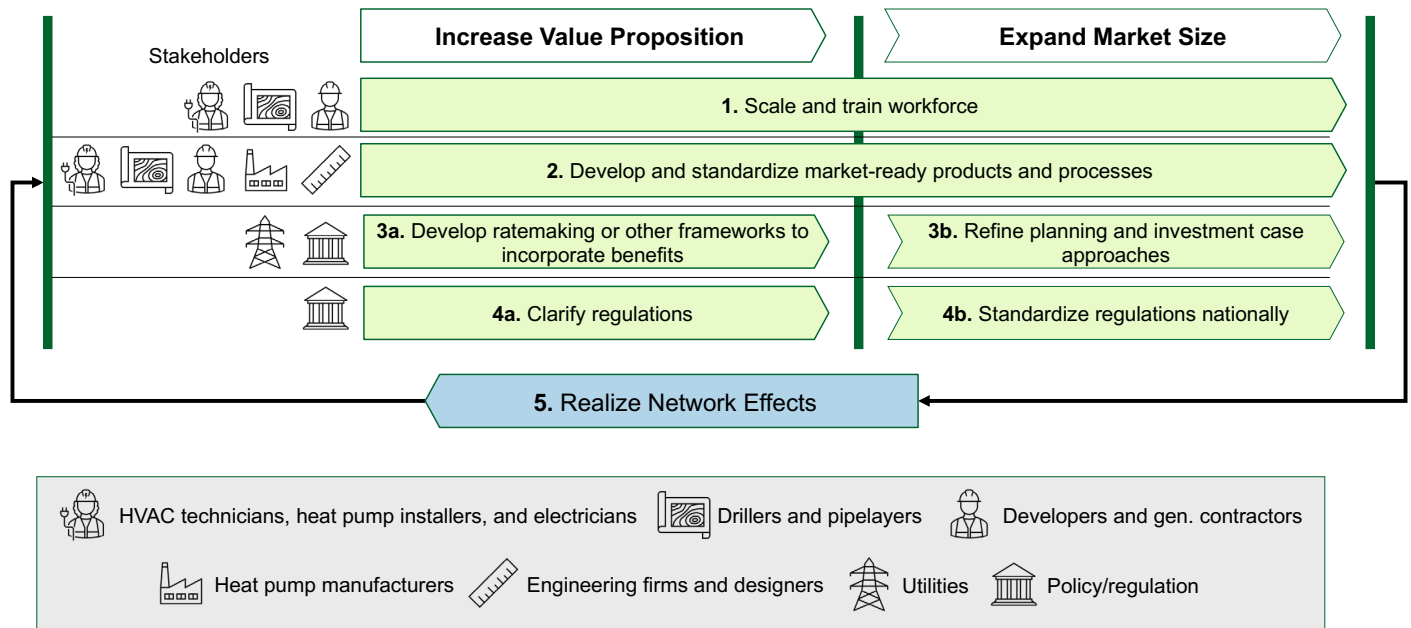 Increase Value Proposition
Expand Market Size
Stakeholders
1. Scale and train workforce
2. Develop and standardize market-ready products and processes
3a. Develop ratemaking or other frameworks to
incorporate benefits
3b. Refine planning and investment case
approaches
4a. Clarify regulations
4b. Standardize regulations nationally
5. Realize Network Effects
HVAC technicians, heat pump installers, and electricians
Drillers and pipelayers
Developers and gen. contractors
Heat pump manufacturers
Engineering firms and designers
Utilities
Policy/regulation